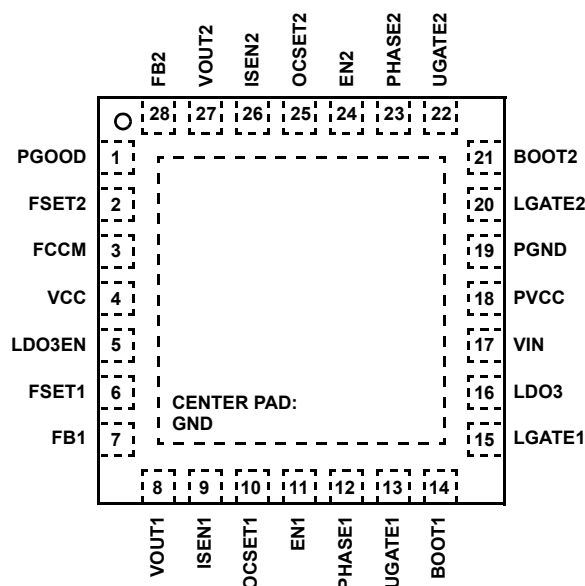 FB2
VOUT2
ISEN2
OCSET2
EN2
PHASE2
UGATE2
28 27 26 25 24 23 22
PGOOD 1
FSET2 2
FCCM 3
VCC 4
LDO3EN 5
FSET1 6
FB1 7
21 BOOT2
20 LGATE2
19 PGND
18 PVCC
17 VIN
16 LDO3
15 LGATE1
CENTER PAD:
GND
8 9 10 11 12 13 14
VOUT1
ISEN1
OCSET1
EN1
PHASE1
UGATE1
BOOT1